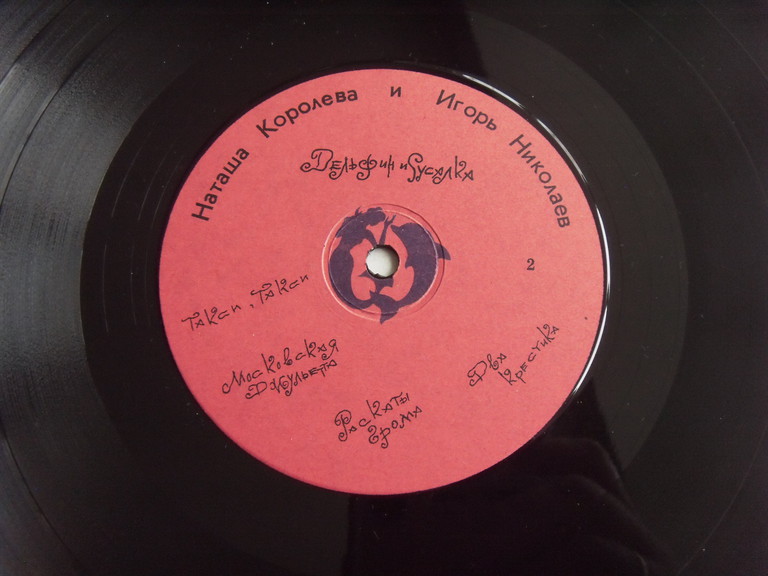 Наташа Королева и Игорь Николаев
Дельфин и Русалка
2
Такси, Такси
Московская
Джульетта
Раскаты
грома
Два
крестика